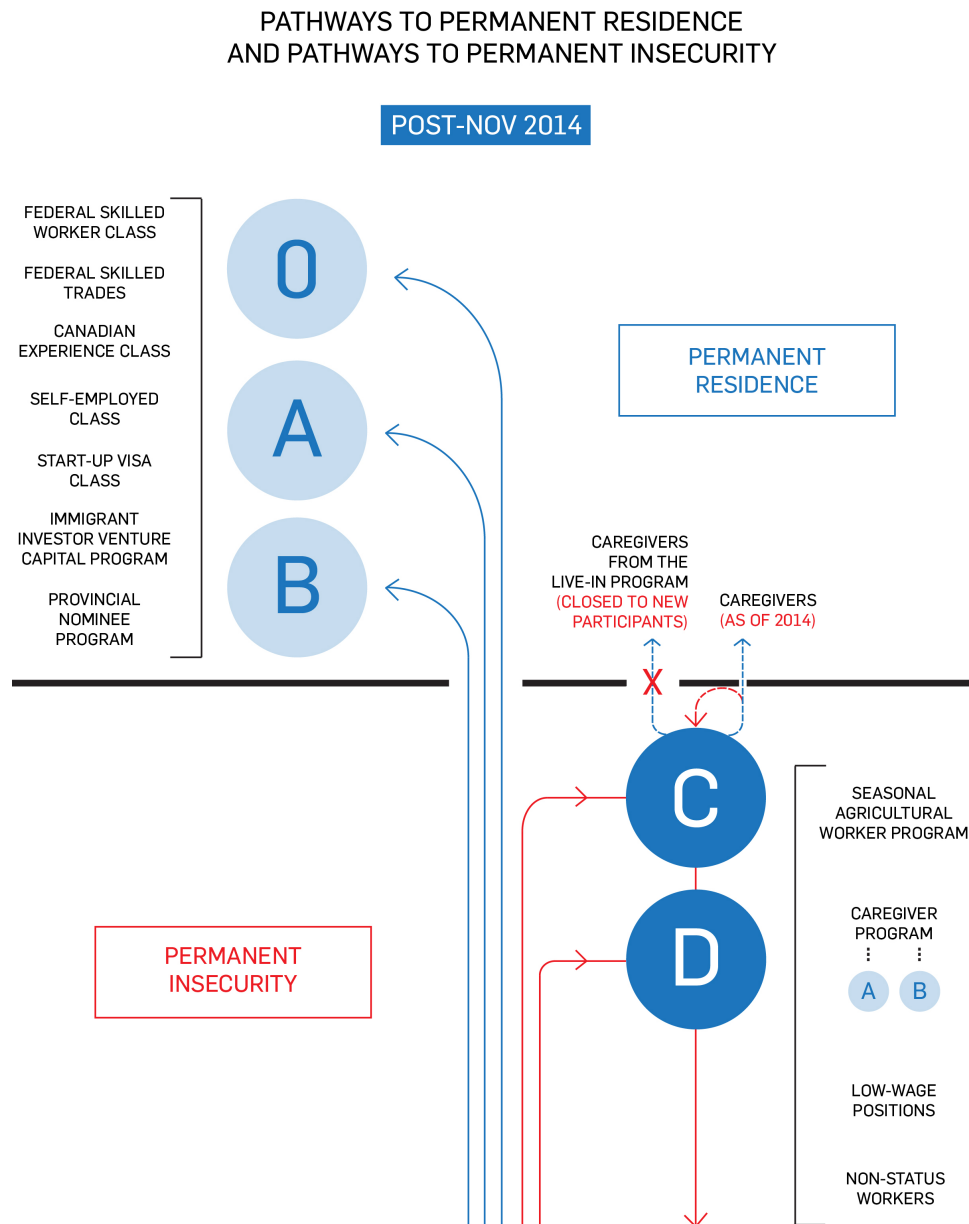 PATHWAYS TO PERMANENT RESIDENCE
AND PATHWAYS TO PERMANENT INSECURITY
POST-NOV 2014
FEDERAL SKILLED
WORKER CLASS
FEDERAL SKILLED
TRADES
CANADIAN
EXPERIENCE CLASS
SELF-EMPLOYED
CLASS
START-UP VISA
CLASS
IMMIGRANT
INVESTOR VENTURE
CAPITAL PROGRAM
PROVINCIAL
NOMINEE
PROGRAM
0
A
B
PERMANENT
RESIDENCE
CAREGIVERS
FROM THE
LIVE-IN PROGRAM
(CLOSED TO NEW
PARTICIPANTS)
CAREGIVERS
(AS OF 2014)
X
C
D
SEASONAL
AGRICULTURAL
WORKER PROGRAM
CAREGIVER
PROGRAM
A B
LOW-WAGE
POSITIONS
NON-STATUS
WORKERS
PERMANENT
INSECURITY